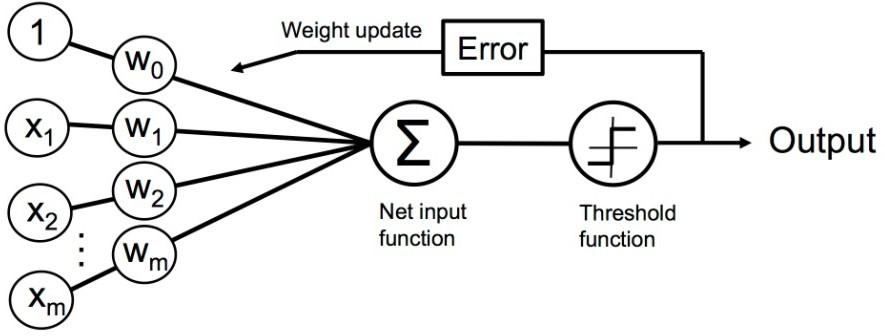 1
w₀
Weight update
Error
x₁
w₁
Σ
Output
x₂
w₂
⋮
xₘ
wₘ
Net input
function
Threshold
function